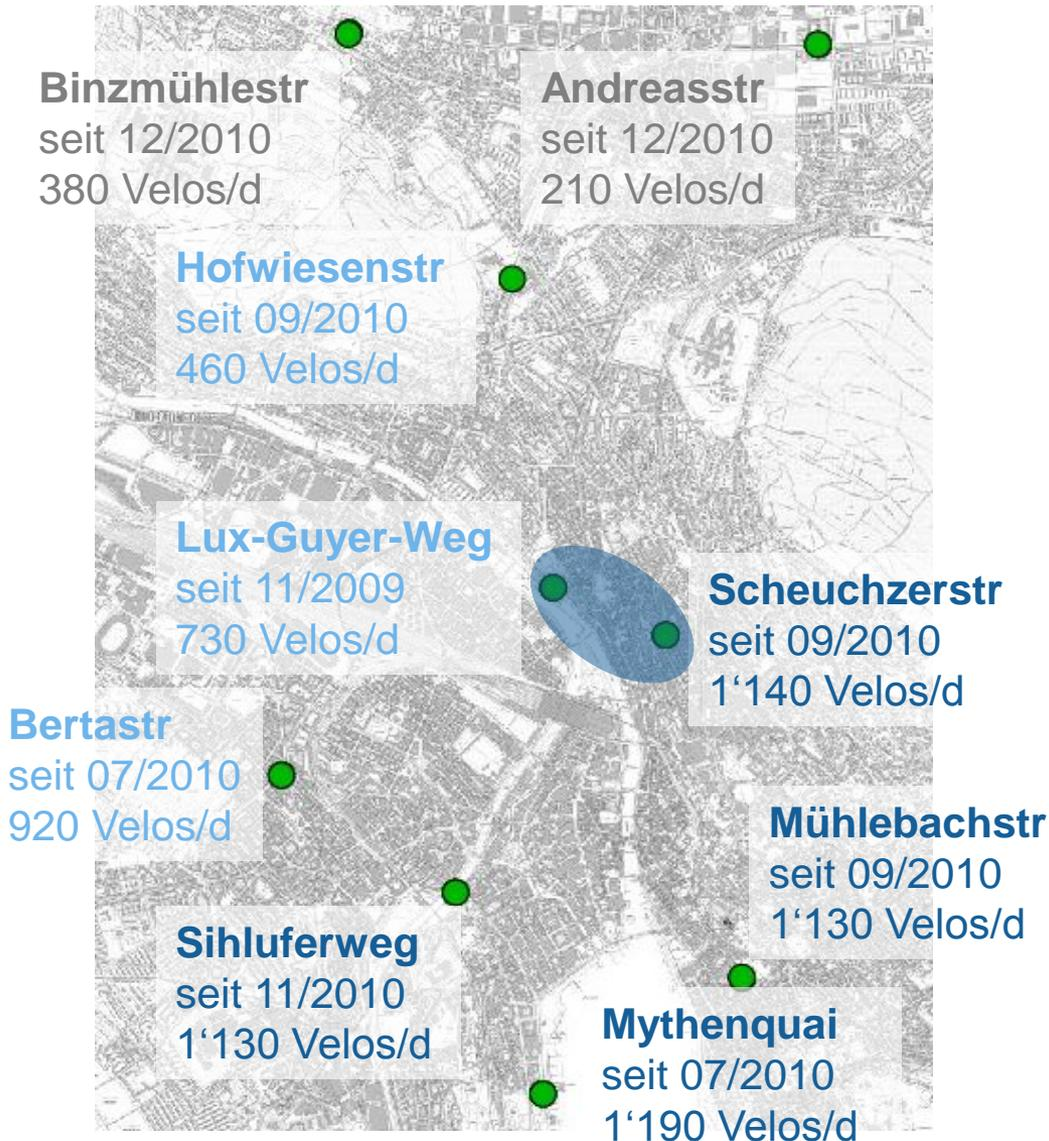 Binzmühlestr
seit 12/2010
380 Velos/d
Andreasstr
seit 12/2010
210 Velos/d
Hofwiesenstr
seit 09/2010
460 Velos/d
Lux-Guyer-Weg
seit 11/2009
730 Velos/d
Scheuchzerstr
seit 09/2010
1‘140 Velos/d
Bertastr
seit 07/2010
920 Velos/d
Mühlebachstr
seit 09/2010
1‘130 Velos/d
Sihluferweg
seit 11/2010
1‘130 Velos/d
Mythenquai
seit 07/2010
1‘190 Velos/d